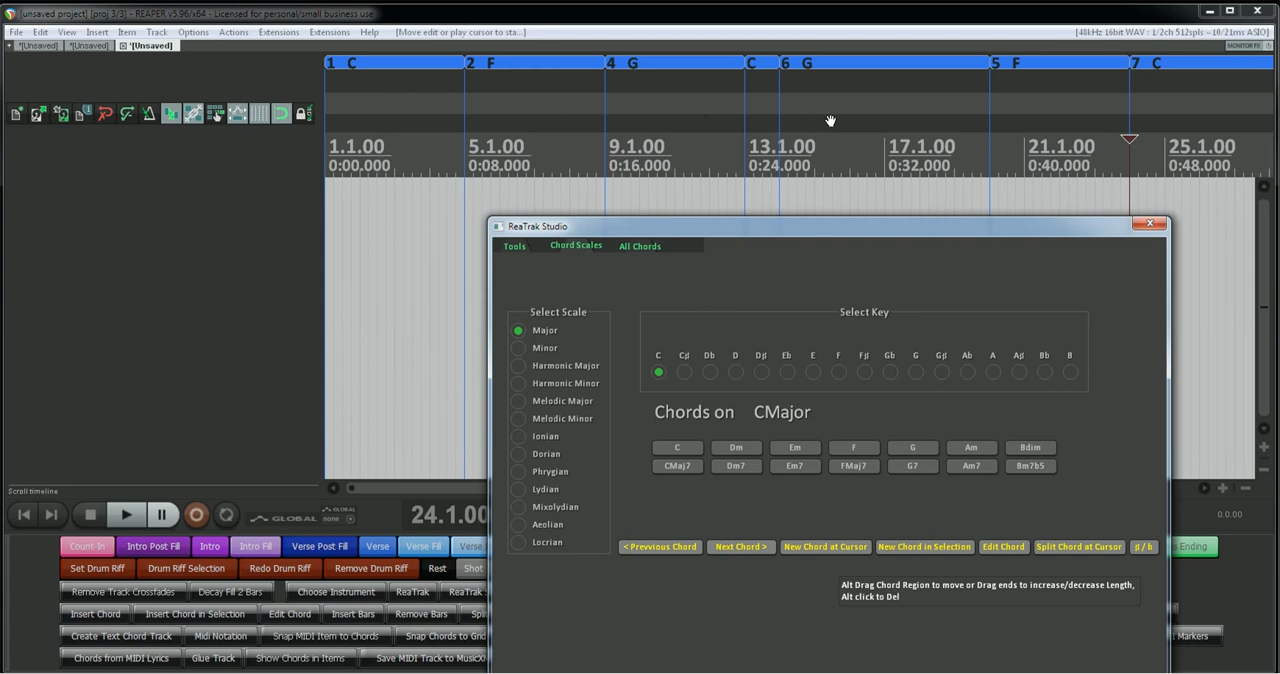 [unsaved project] [proj 3/3] - REAPER v5.96/x64 - Licensed for personal/small business use
File Edit View Insert Item Track Options Actions Extensions Extensions Help [Move edit or play cursor to sta...] [48kHz 16bit WAV : 1/2ch 512spls ~10/21ms ASIO]
*[Unsaved] *[Unsaved] *[Unsaved] MONITOR FX
1 C 2 F 4 G C 6 G 5 F 7 C
1.1.00 5.1.00 9.1.00 13.1.00 17.1.00 21.1.00 25.1.00
0:00.000 0:08.000 0:16.000 0:24.000 0:32.000 0:40.000 0:48.000
ReaTrak Studio
Tools Chord Scales All Chords
Select Scale
Major
Minor
Harmonic Major
Harmonic Minor
Melodic Major
Melodic Minor
Ionian
Dorian
Phrygian
Lydian
Mixolydian
Aeolian
Locrian
Select Key
C C♯ Db D D♯ Eb E F F♯ Gb G G♯ Ab A A♯ Bb B
Chords on CMajor
C Dm Em F G Am Bdim
CMaj7 Dm7 Em7 FMaj7 G7 Am7 Bm7b5
< Prevvious Chord Next Chord > New Chord at Cursor New Chord in Selection Edit Chord Split Chord at Cursor ♯ / b
Alt Drag Chord Region to move or Drag ends to increase/decrease Length,
Alt click to Del
Scroll timeline
GLOBAL GLOBAL none 24.1.00 0.0.00
Count-In Intro Post Fill Intro Intro Fill Verse Post Fill Verse Verse Fill Verse s Ending
Set Drum Riff Drum Riff Selection Redo Drum Riff Remove Drum Riff Rest Shot
Remove Track Crossfades Decay Fill 2 Bars Choose Instrument ReaTrak ReaTrak
Insert Chord Insert Chord in Selection Edit Chord Insert Bars Remove Bars Spl
Create Text Chord Track Midi Notation Snap MIDI Item to Chords Snap Chords to Grid t Markers
Chords from MIDI Lyrics Glue Track Show Chords in Items Save MIDI Track to MusicX